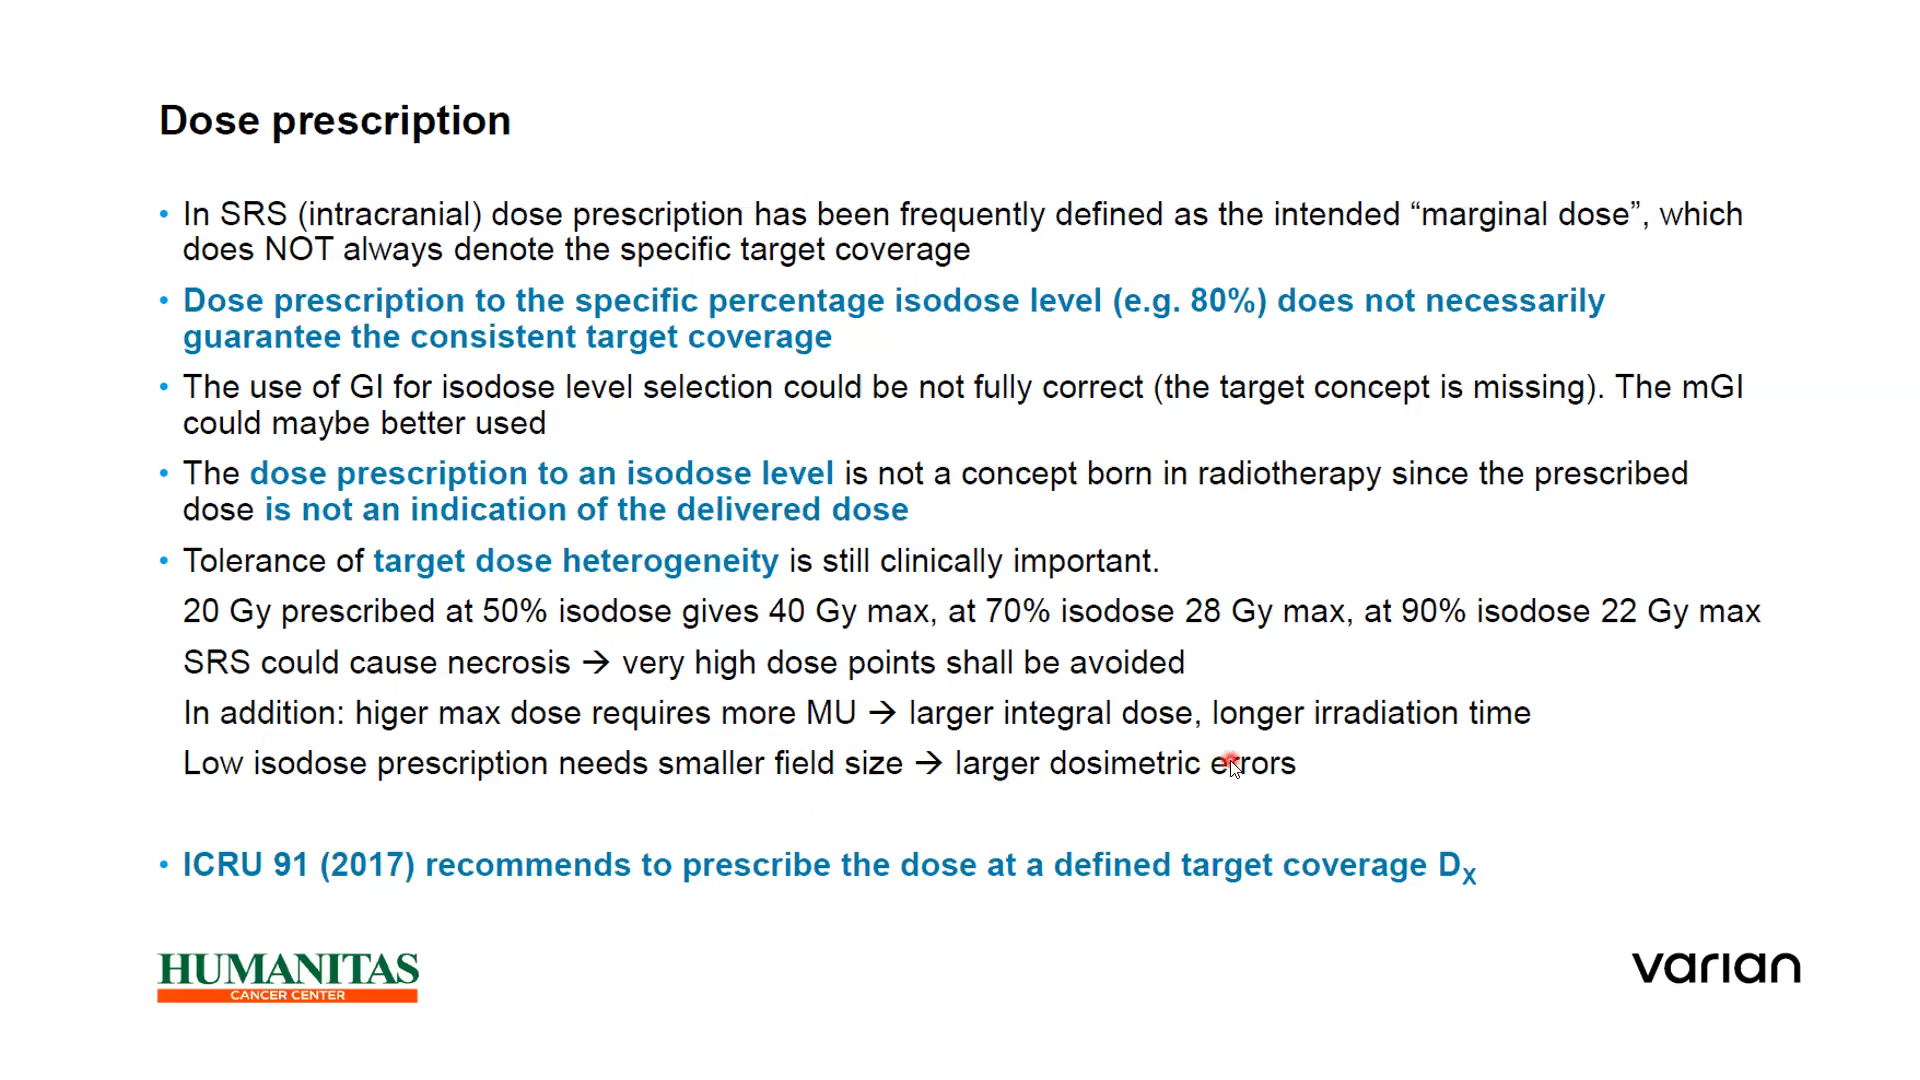 Dose prescription
• In SRS (intracranial) dose prescription has been frequently defined as the intended “marginal dose”, which
does NOT always denote the specific target coverage
• Dose prescription to the specific percentage isodose level (e.g. 80%) does not necessarily
guarantee the consistent target coverage
• The use of GI for isodose level selection could be not fully correct (the target concept is missing). The mGI
could maybe better used
• The dose prescription to an isodose level is not a concept born in radiotherapy since the prescribed
dose is not an indication of the delivered dose
• Tolerance of target dose heterogeneity is still clinically important.
20 Gy prescribed at 50% isodose gives 40 Gy max, at 70% isodose 28 Gy max, at 90% isodose 22 Gy max
SRS could cause necrosis → very high dose points shall be avoided
In addition: higer max dose requires more MU → larger integral dose, longer irradiation time
Low isodose prescription needs smaller field size → larger dosimetric errors
• ICRU 91 (2017) recommends to prescribe the dose at a defined target coverage DX
HUMANITAS
CANCER CENTER
varian